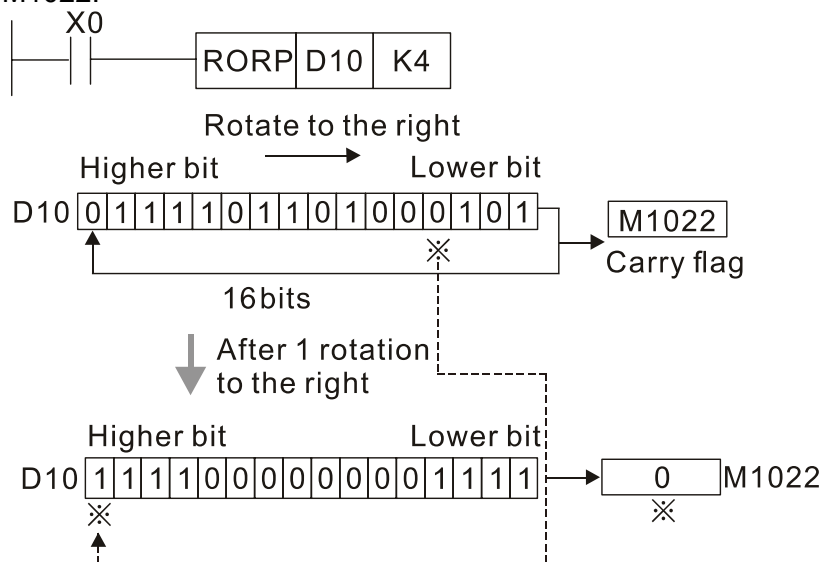 M1022.
X0
RORP D10 K4
Rotate to the right
Higher bit Lower bit
D10 0 1 1 1 1 0 1 1 0 1 0 0 0 1 0 1 M1022
※ Carry flag
16bits
After 1 rotation
to the right
Higher bit Lower bit
D10 1 1 1 1 0 0 0 0 0 0 0 0 1 1 1 1 0 M1022
※ ※